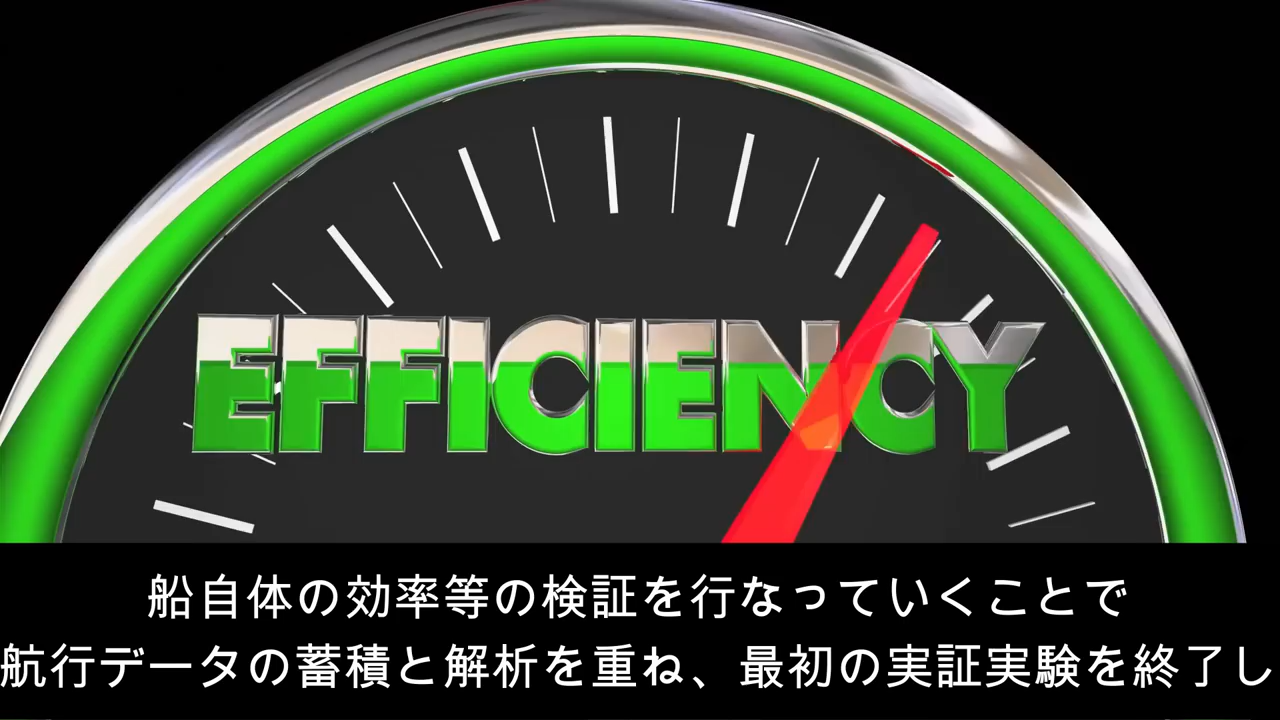 EFFICIENCY
船自体の効率等の検証を行なっていくことで
航行データの蓄積と解析を重ね、最初の実証実験を終了し